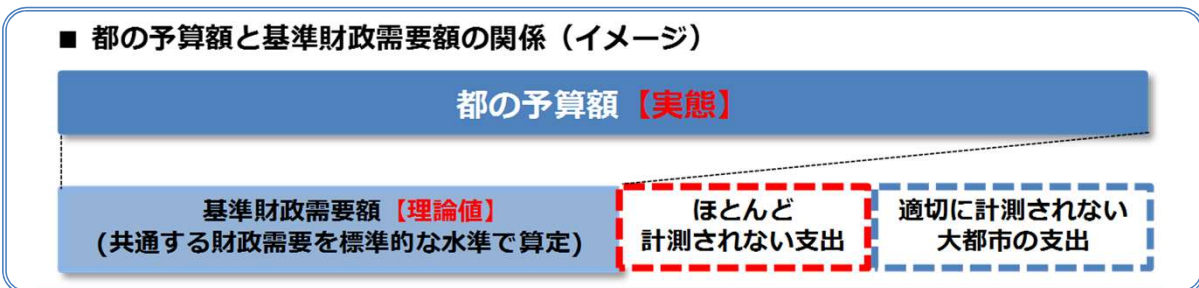 ■ 都の予算額と基準財政需要額の関係（イメージ）
都の予算額【実態】
基準財政需要額【理論値】
(共通する財政需要を標準的な水準で算定)
ほとんど
計測されない支出
適切に計測されない
大都市の支出